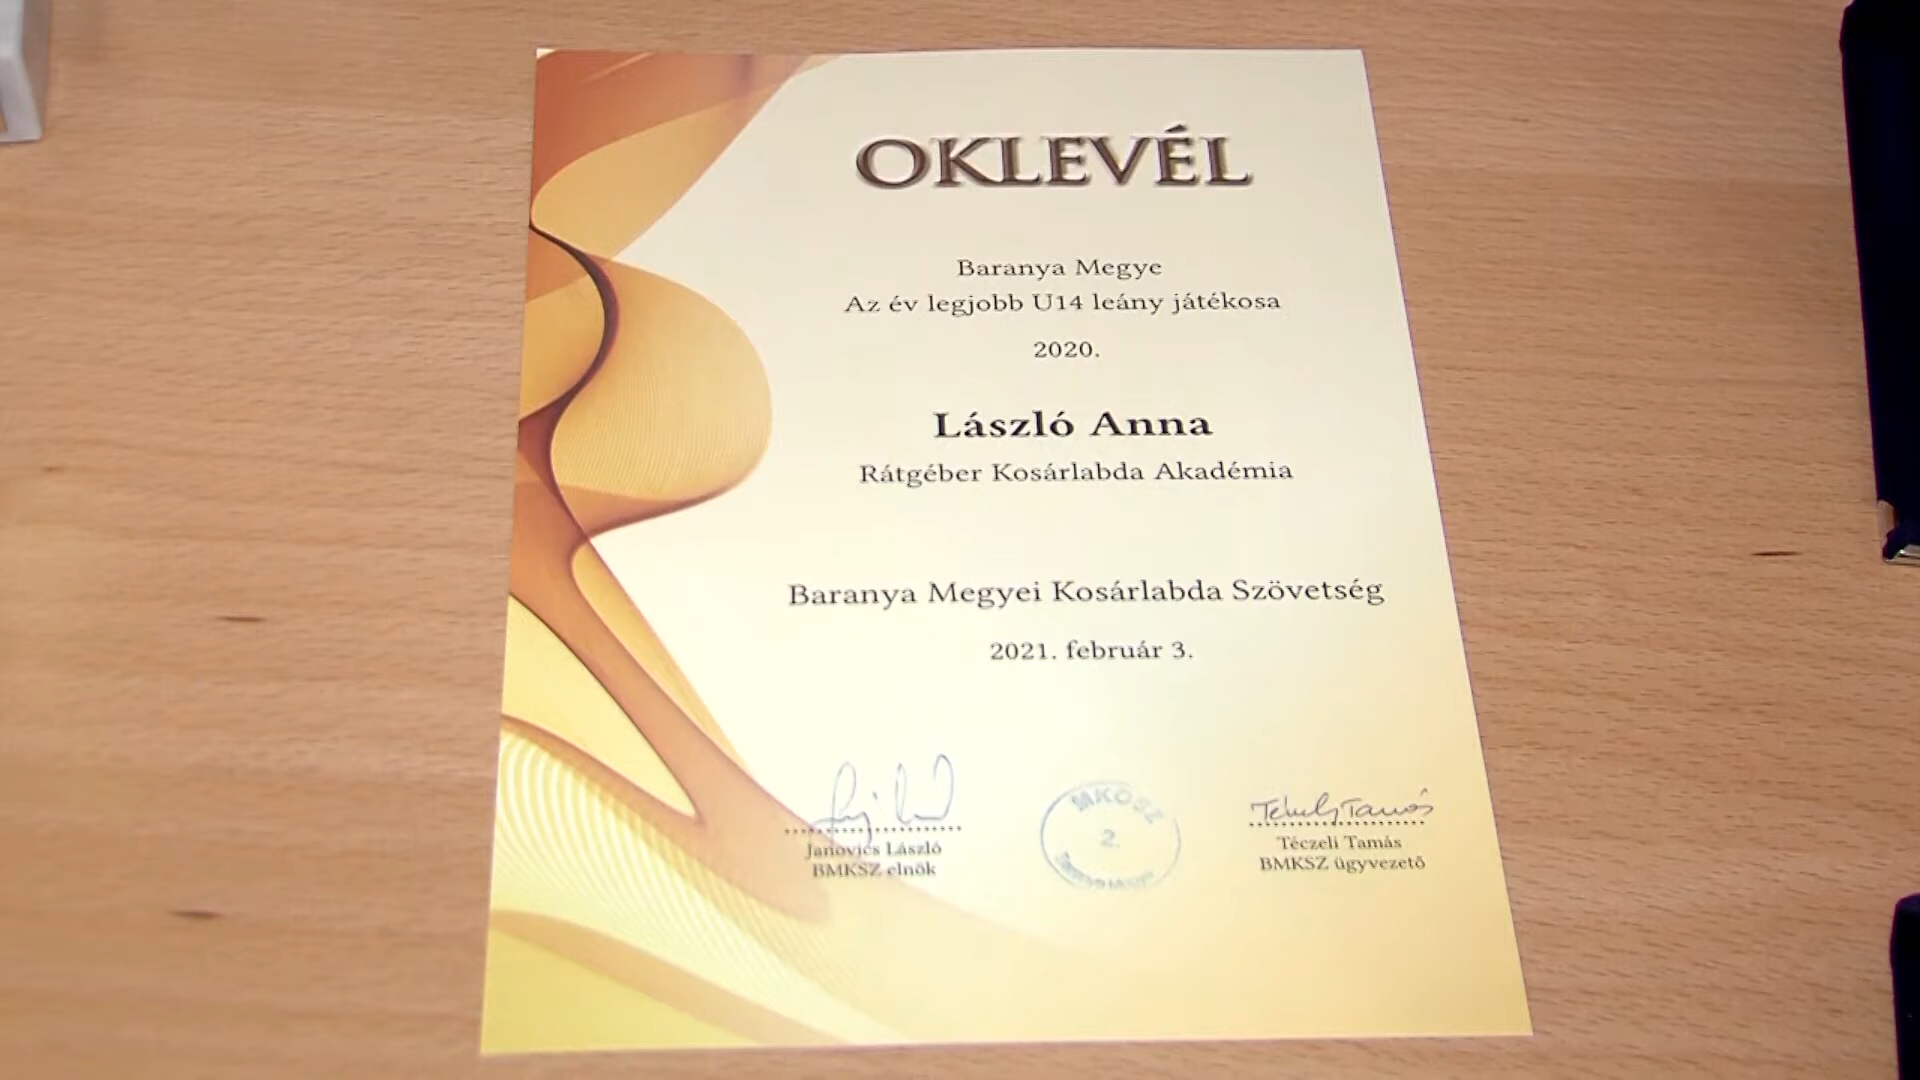 OKLEVÉL
Baranya Megye
Az év legjobb U14 leány játékosa
2020.
László Anna
Rátgéber Kosárlabda Akadémia
Baranya Megyei Kosárlabda Szövetség
2021. február 3.
Janovics László
BMKSZ elnök
MKOSZ
2.
Téczeli Tamás
BMKSZ ügyvezető